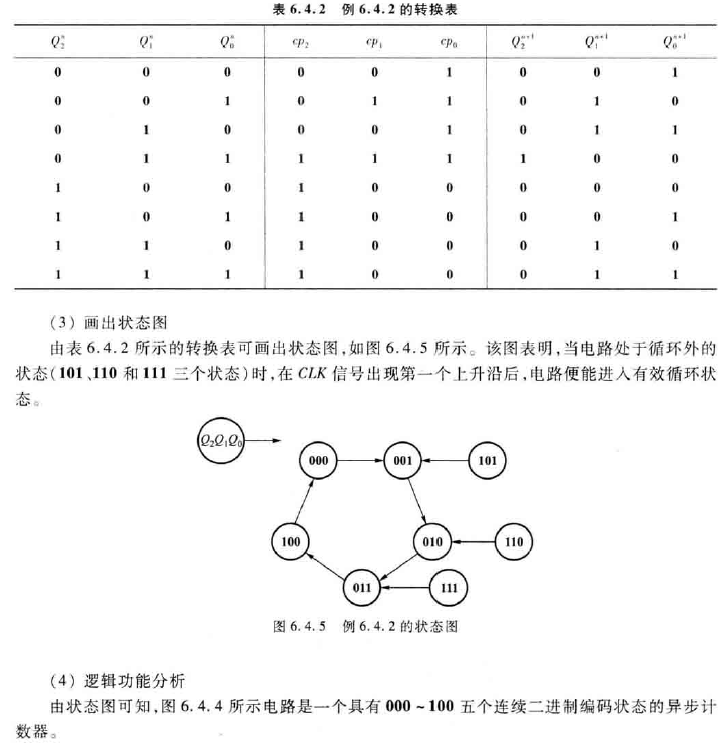 表 6.4.2 例 6.4.2 的转换表
Q₂ⁿ Q₁ⁿ Q₀ⁿ cp₂ cp₁ cp₀ Q₂ⁿ⁺¹ Q₁ⁿ⁺¹ Q₀ⁿ⁺¹
0 0 0 0 0 1 0 0 1
0 0 1 0 1 1 0 1 0
0 1 0 0 0 1 0 1 1
0 1 1 1 1 1 1 0 0
1 0 0 1 0 0 0 0 0
1 0 1 1 0 0 0 0 1
1 1 0 1 0 0 0 1 0
1 1 1 1 0 0 0 1 1
(3) 画出状态图
由表 6.4.2 所示的转换表可画出状态图,如图 6.4.5 所示。该图表明,当电路处于循环外的
状态(101、110 和 111 三个状态)时,在 CLK 信号出现第一个上升沿后,电路便能进入有效循环状
态。
Q₂Q₁Q₀
000 001 101
100 010 110
011 111
图 6.4.5 例 6.4.2 的状态图
(4) 逻辑功能分析
由状态图可知,图 6.4.4 所示电路是一个具有 000 ~ 100 五个连续二进制编码状态的异步计
数器。